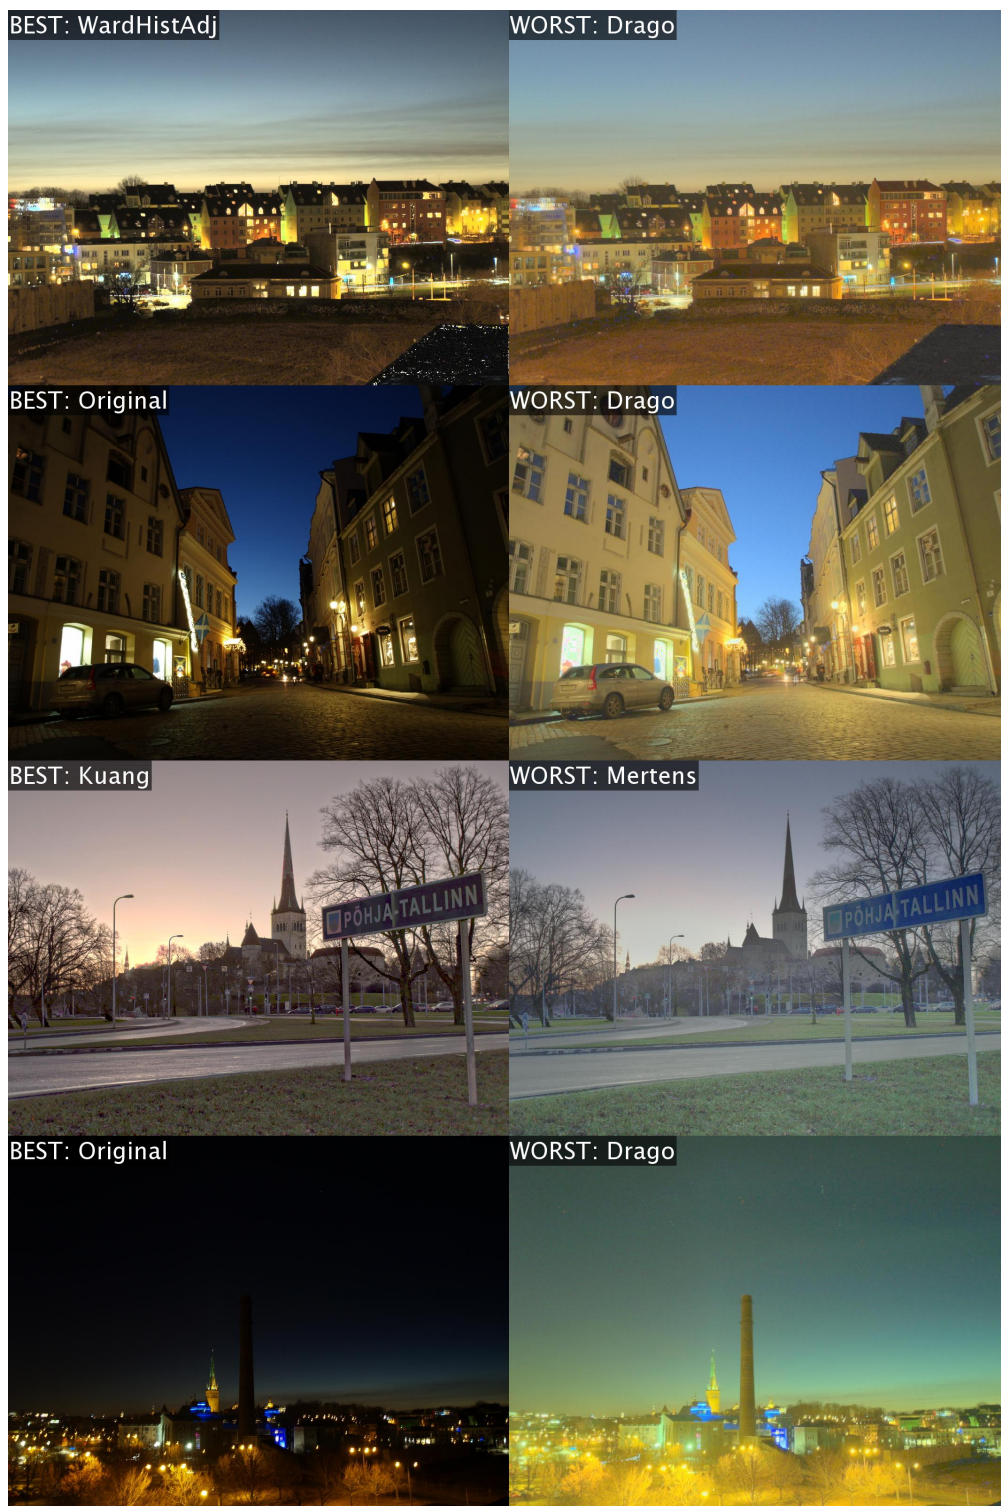 BEST: WardHistAdj
WORST: Drago
BEST: Original
WORST: Drago
BEST: Kuang
WORST: Mertens
PÕHJA-TALLINN
PÕHJA-TALLINN
BEST: Original
WORST: Drago